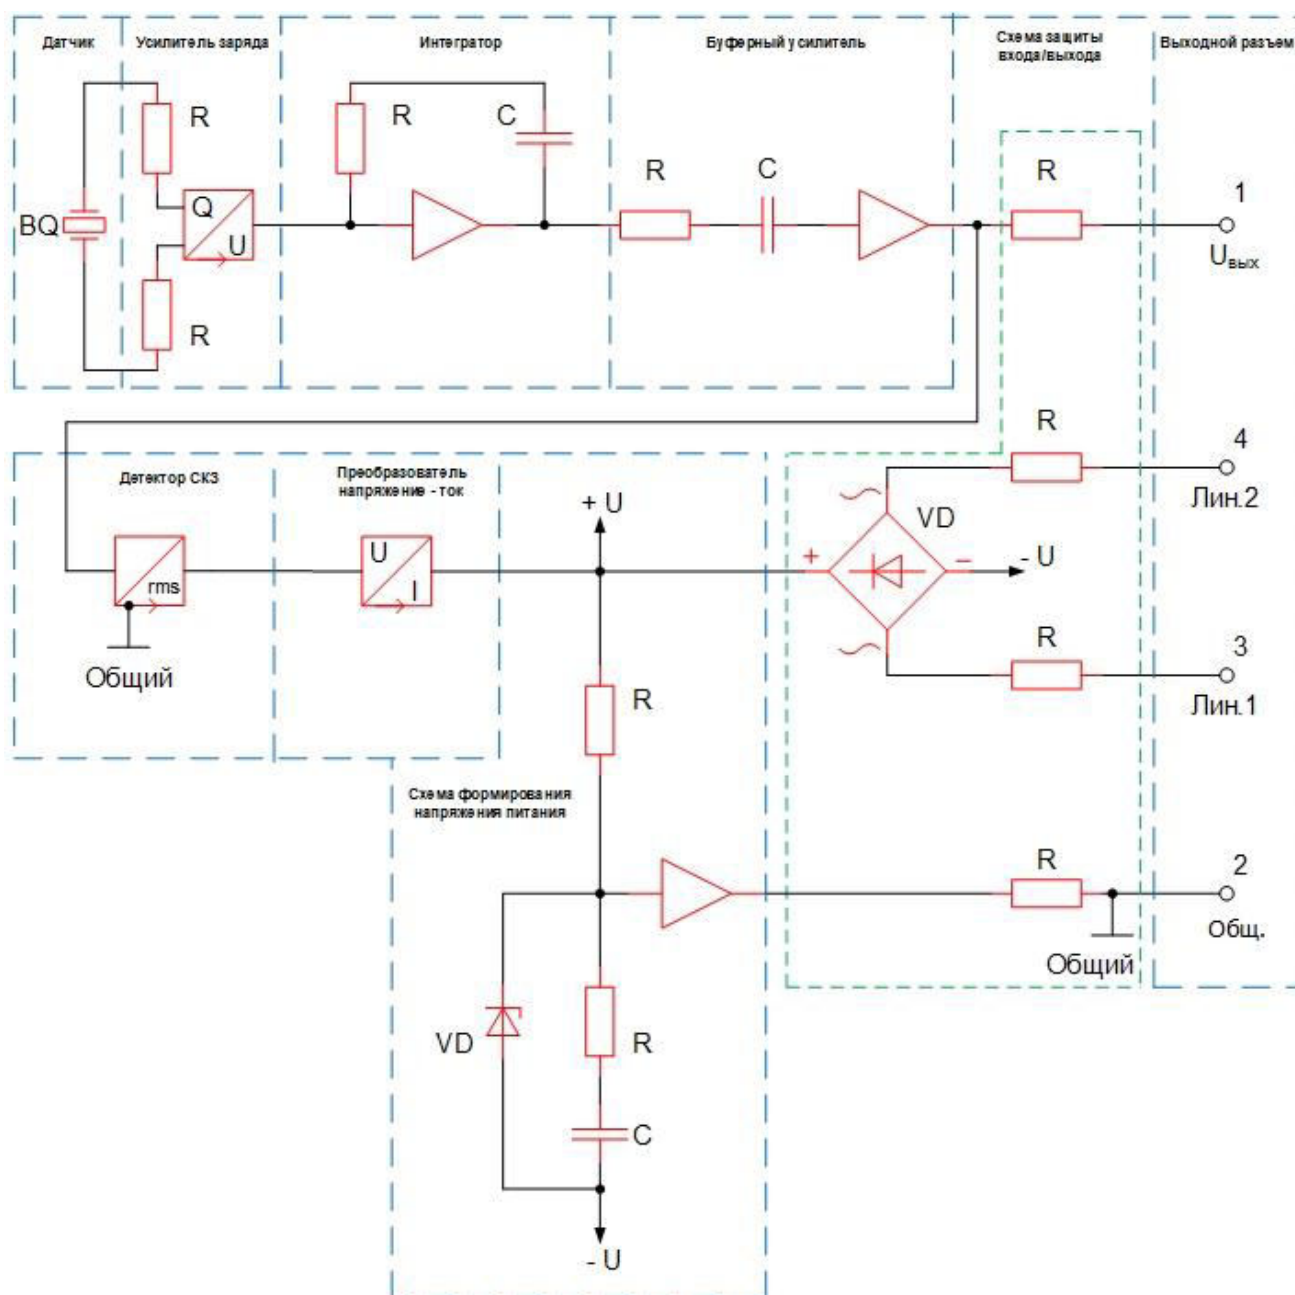 Датчик
Усилитель заряда
Интегратор
Буферный усилитель
Схема защиты
входа/выхода
Выходной разъем
R
R
C
Q
U
BQ
R
R
C
R
1
Uвых
Детектор СКЗ
Преобразователь
напряжение - ток
rms
Общий
U
I
+ U
R
4
Лин.2
VD
+
−
- U
R
3
Лин.1
R
Схема формирования
напряжения питания
R
2
Общ.
Общий
VD
R
C
- U